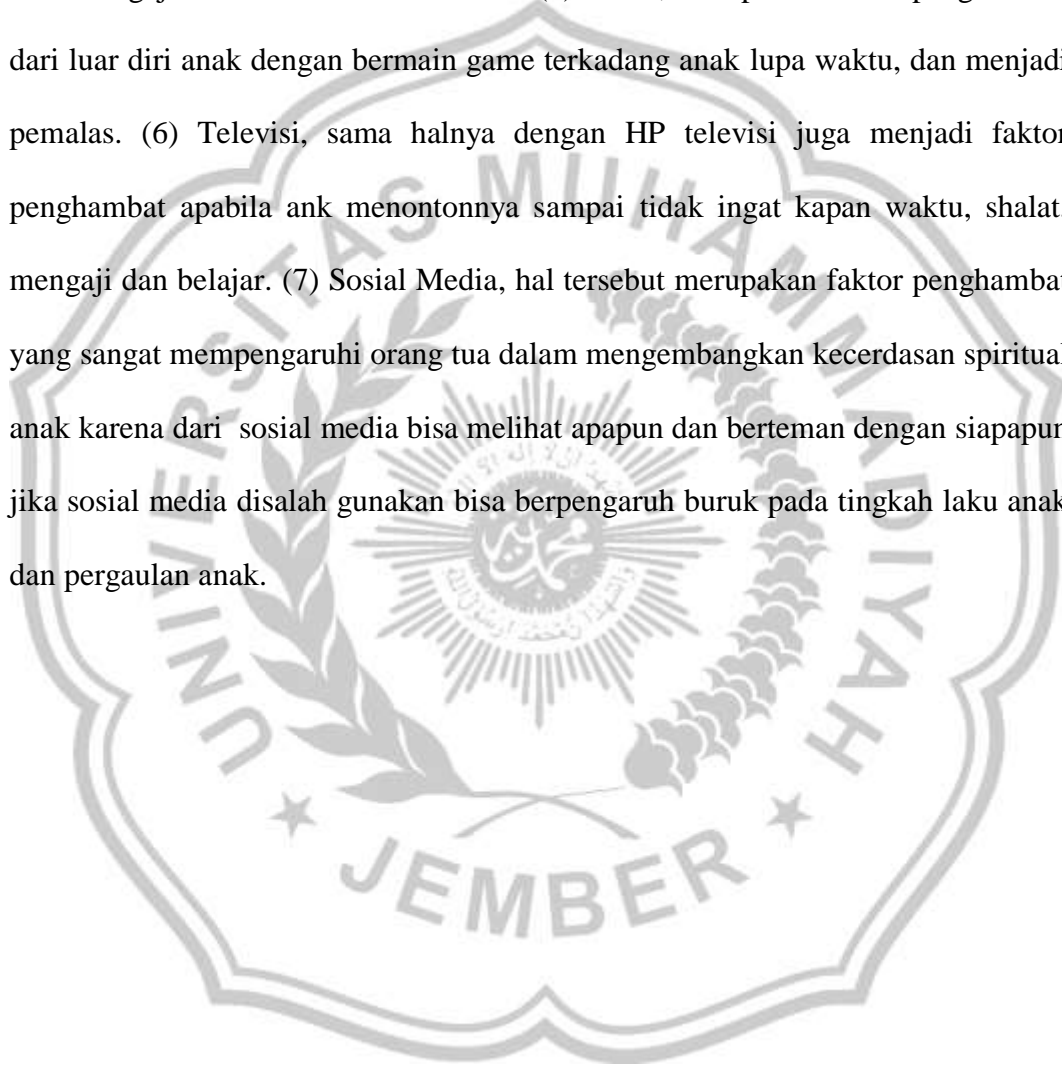 dari luar diri anak dengan bermain game terkadang anak lupa waktu, dan menjadi
pemalas. (6) Televisi, sama halnya dengan HP televisi juga menjadi faktor
penghambat apabila ank menontonnya sampai tidak ingat kapan waktu, shalat,
mengaji dan belajar. (7) Sosial Media, hal tersebut merupakan faktor penghambat
yang sangat mempengaruhi orang tua dalam mengembangkan kecerdasan spiritual
anak karena dari sosial media bisa melihat apapun dan berteman dengan siapapun
jika sosial media disalah gunakan bisa berpengaruh buruk pada tingkah laku anak
dan pergaulan anak.
UNIVERSITAS MUHAMMADIYAH
JEMBER